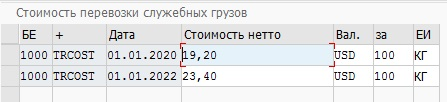 Стоимость перевозки служебных грузов
БЕ + Дата Стоимость нетто Вал. за ЕИ
1000 TRCOST 01.01.2020 19,20 USD 100 КГ
1000 TRCOST 01.01.2022 23,40 USD 100 КГ